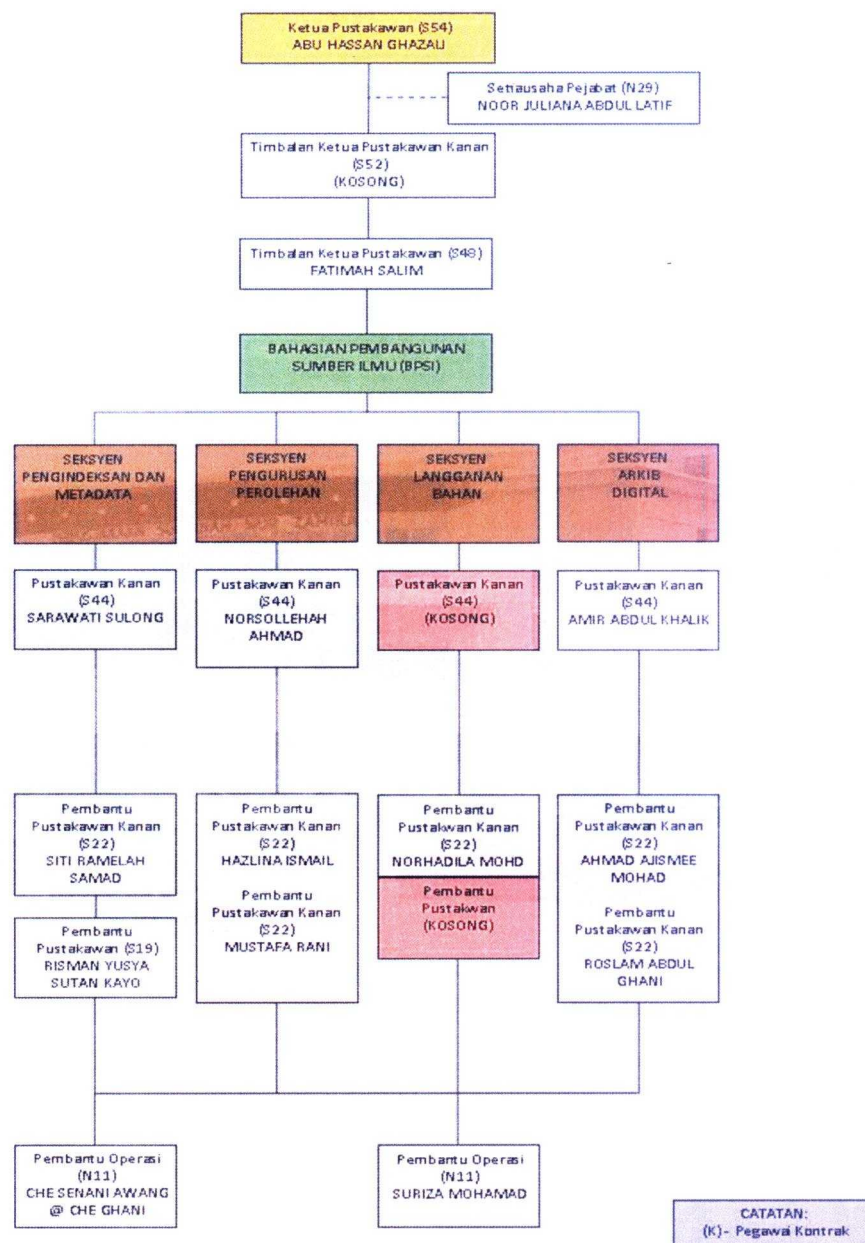 Ketua Pustakawan (S54)
ABU HASSAN GHAZALI
Setiausaha Pejabat (N29)
NOOR JULIANA ABDUL LATIF
Timbalan Ketua Pustakawan Kanan
(S52)
(KOSONG)
Timbalan Ketua Pustakawan (S48)
FATIMAH SALIM
BAHAGIAN PEMBANGUNAN
SUMBER ILMU (BPSI)
SEKSYEN
PENGINDEKSAN DAN
METADATA
SEKSYEN
PENGURUSAN
PEROLEHAN
SEKSYEN
LANGGANAN
BAHAN
SEKSYEN
ARKIB
DIGITAL
Pustakawan Kanan
(S44)
SARAWATI SULONG
Pustakawan Kanan
(S44)
NORSOLLEHAH
AHMAD
Pustakawan Kanan
(S44)
(KOSONG)
Pustakawan Kanan
(S44)
AMIR ABDUL KHALIK
Pembantu
Pustakawan Kanan
(S22)
SITI RAMELAH
SAMAD
Pembantu
Pustakawan (S19)
RISMAN YUSYA
SUTAN KAYO
Pembantu
Pustakawan Kanan
(S22)
HAZLINA ISMAIL
Pembantu
Pustakawan Kanan
(S22)
MUSTAFA RANI
Pembantu
Pustakwan Kanan
(S22)
NORHADILA MOHD
Pembantu
Pustakwan
(KOSONG)
Pembantu
Pustakawan Kanan
(S22)
AHMAD AJISMEE
MOHAD
Pembantu
Pustakawan Kanan
(S22)
ROSLAM ABDUL
GHANI
Pembantu Operasi
(N11)
CHE SENANI AWANG
@ CHE GHANI
Pembantu Operasi
(N11)
SURIZA MOHAMAD
CATATAN:
(K)- Pegawai Kontrak